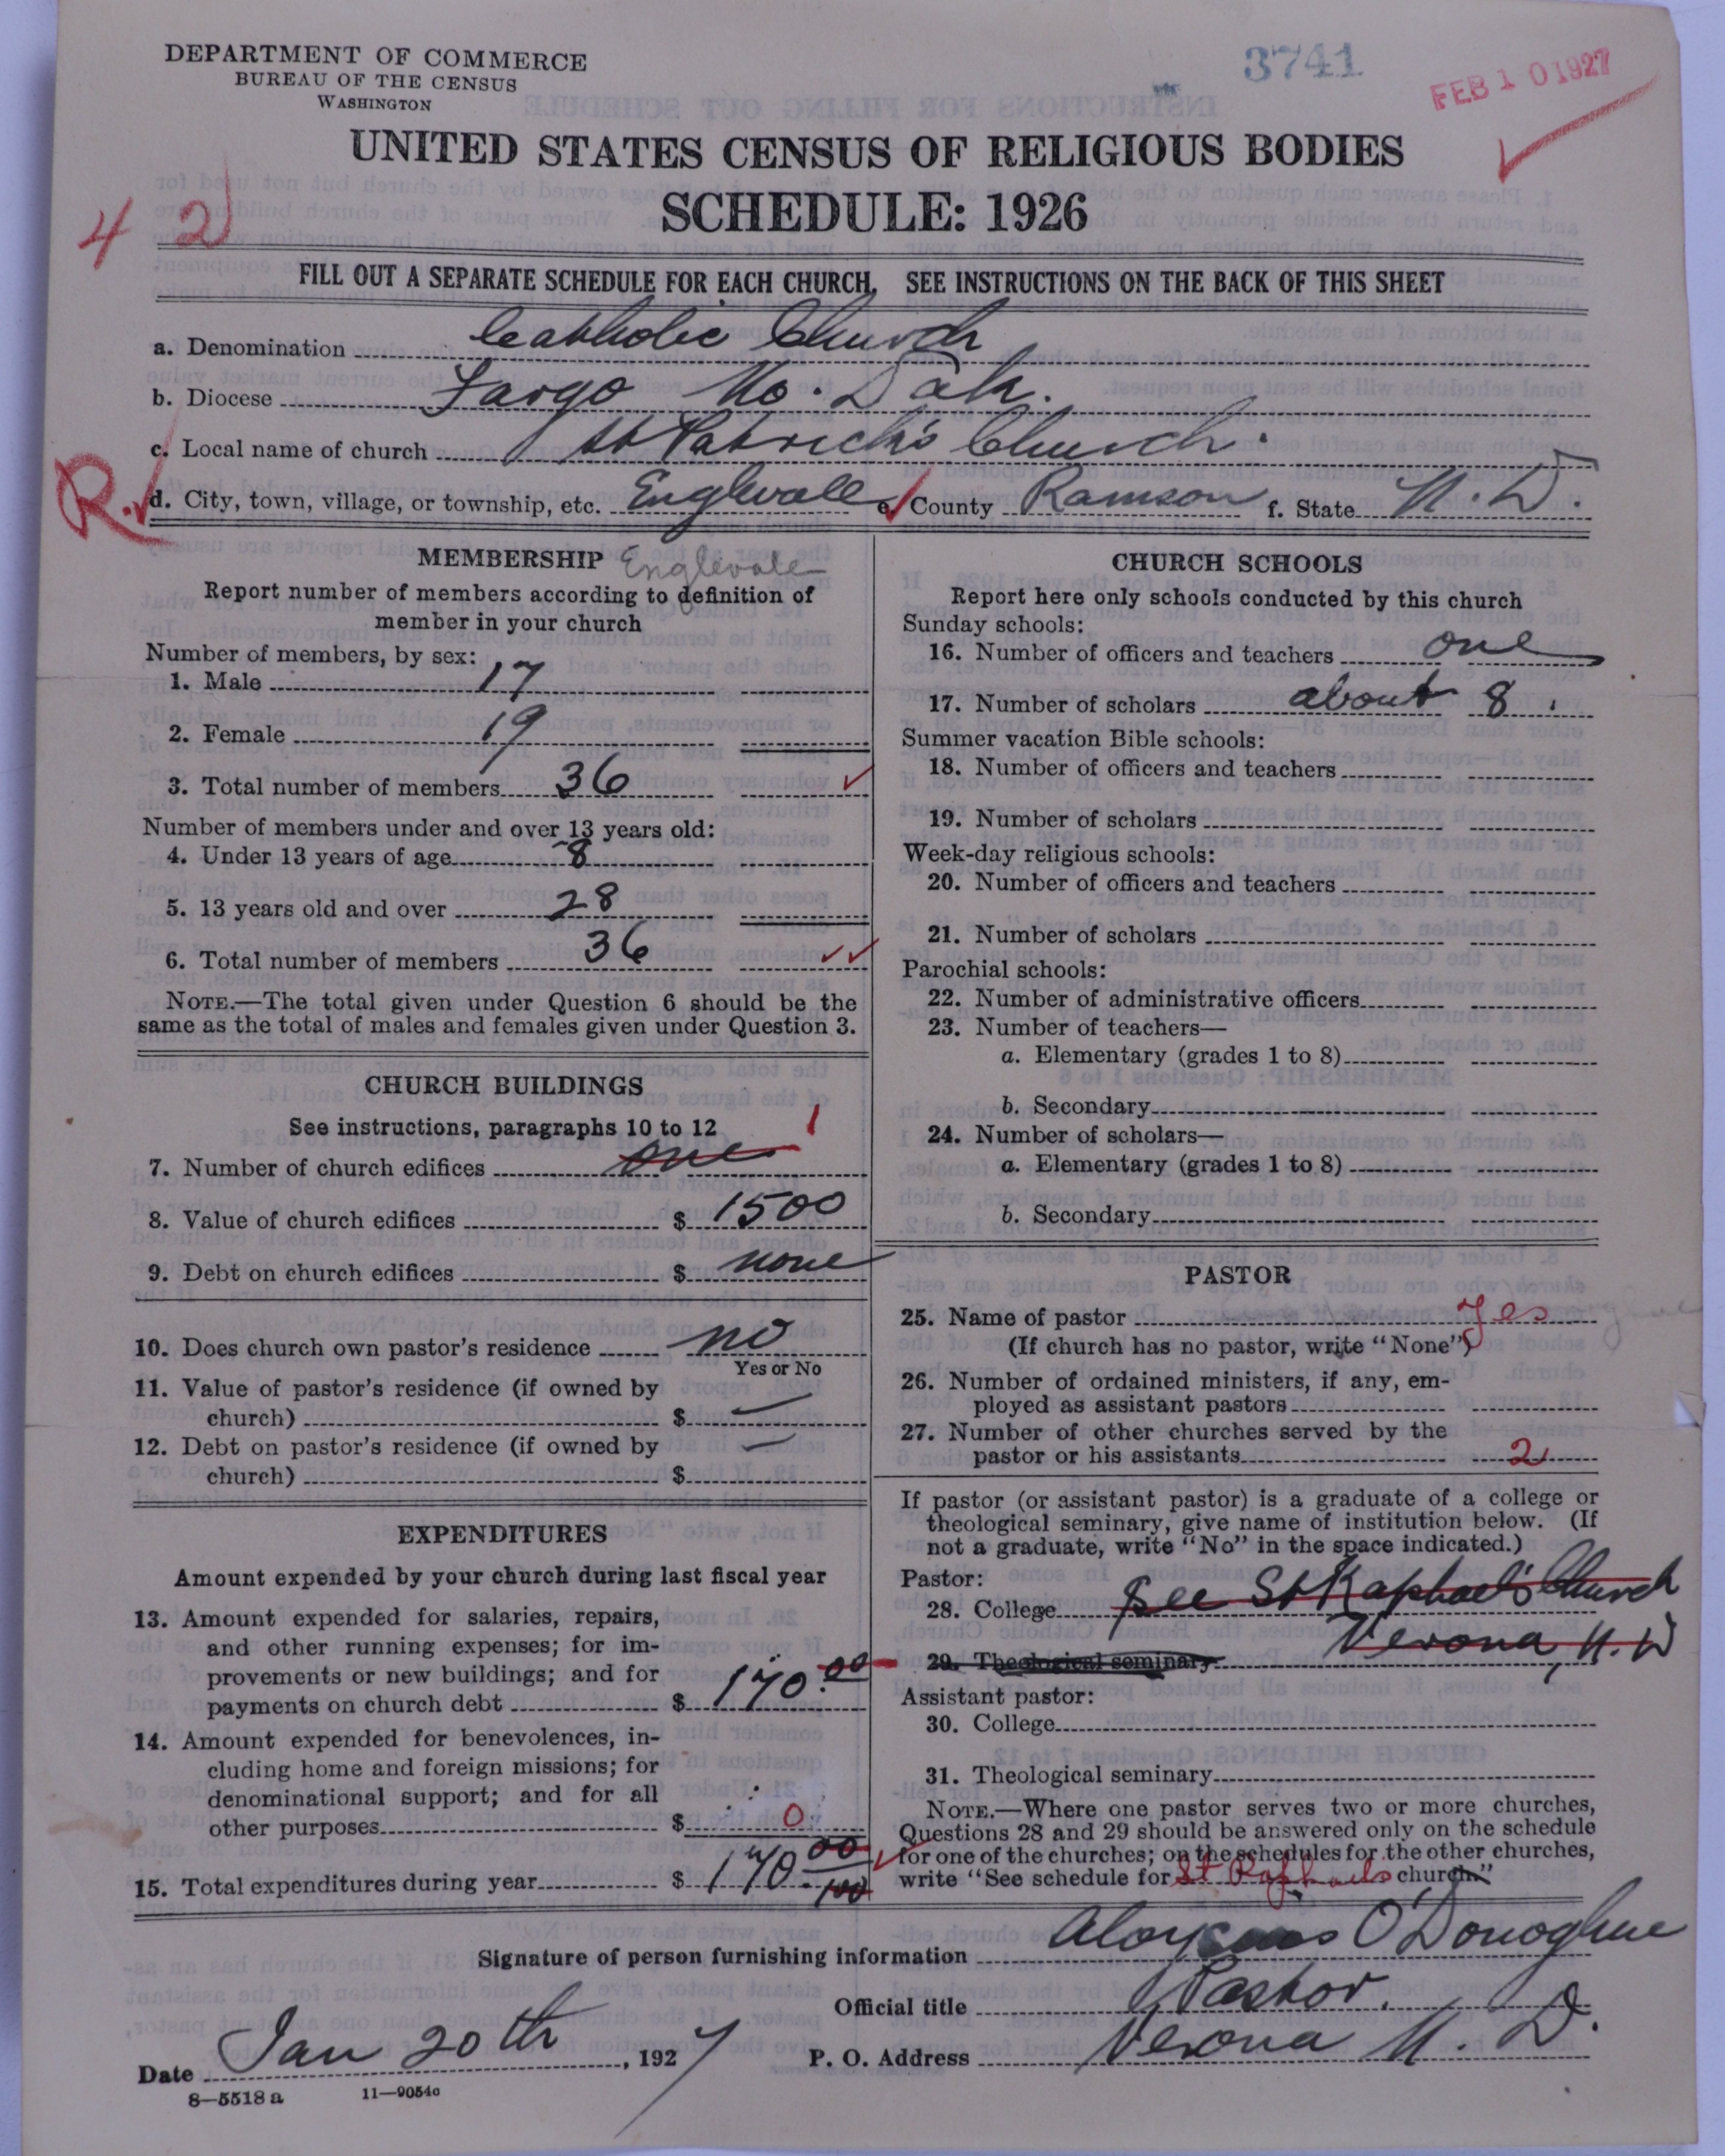 DEPARTMENT OF COMMERCE
BUREAU OF THE CENSUS
WASHINGTON
3741
FEB 10 1927
UNITED STATES CENSUS OF RELIGIOUS BODIES
SCHEDULE: 1926
4 2
FILL OUT A SEPARATE SCHEDULE FOR EACH CHURCH. SEE INSTRUCTIONS ON THE BACK OF THIS SHEET
a. Denomination Catholic Church
b. Diocese Fargo No. Dak.
c. Local name of church St Patrick's Church.
R. d. City, town, village, or township, etc. Englevale e. County Ramson f. State N. D.
MEMBERSHIP Englevale
Report number of members according to definition of
member in your church
Number of members, by sex:
1. Male 17
2. Female 19
3. Total number of members 36
Number of members under and over 13 years old:
4. Under 13 years of age 8
5. 13 years old and over 28
6. Total number of members 36
NOTE.—The total given under Question 6 should be the
same as the total of males and females given under Question 3.
CHURCH BUILDINGS
See instructions, paragraphs 10 to 12
7. Number of church edifices one 1
8. Value of church edifices $ 1500
9. Debt on church edifices $ none
10. Does church own pastor's residence no
Yes or No
11. Value of pastor's residence (if owned by
church) $
12. Debt on pastor's residence (if owned by
church) $
EXPENDITURES
Amount expended by your church during last fiscal year
13. Amount expended for salaries, repairs,
and other running expenses; for im-
provements or new buildings; and for
payments on church debt $ 170.00
14. Amount expended for benevolences, in-
cluding home and foreign missions; for
denominational support; and for all
other purposes $ 0
15. Total expenditures during year $ 170.00/100
CHURCH SCHOOLS
Report here only schools conducted by this church
Sunday schools:
16. Number of officers and teachers one
17. Number of scholars about 8.
Summer vacation Bible schools:
18. Number of officers and teachers
19. Number of scholars
Week-day religious schools:
20. Number of officers and teachers
21. Number of scholars
Parochial schools:
22. Number of administrative officers
23. Number of teachers—
a. Elementary (grades 1 to 8)
b. Secondary
24. Number of scholars—
a. Elementary (grades 1 to 8)
b. Secondary
PASTOR
25. Name of pastor Yes
(If church has no pastor, write "None")
26. Number of ordained ministers, if any, em-
ployed as assistant pastors
27. Number of other churches served by the
pastor or his assistants 2
If pastor (or assistant pastor) is a graduate of a college or
theological seminary, give name of institution below. (If
not a graduate, write "No" in the space indicated.)
Pastor:
28. College See St Raphael's Church
Verona, N. D
29. Theological seminary
Assistant pastor:
30. College
31. Theological seminary
NOTE.—Where one pastor serves two or more churches,
Questions 28 and 29 should be answered only on the schedule
for one of the churches; on the schedules for the other churches,
write "See schedule for St Raphaels church."
Signature of person furnishing information Aloysius O'Donoghue
Official title Pastor.
Date Jan 20th, 1927 P. O. Address Verona N. D.
8—5518a 11—9054c